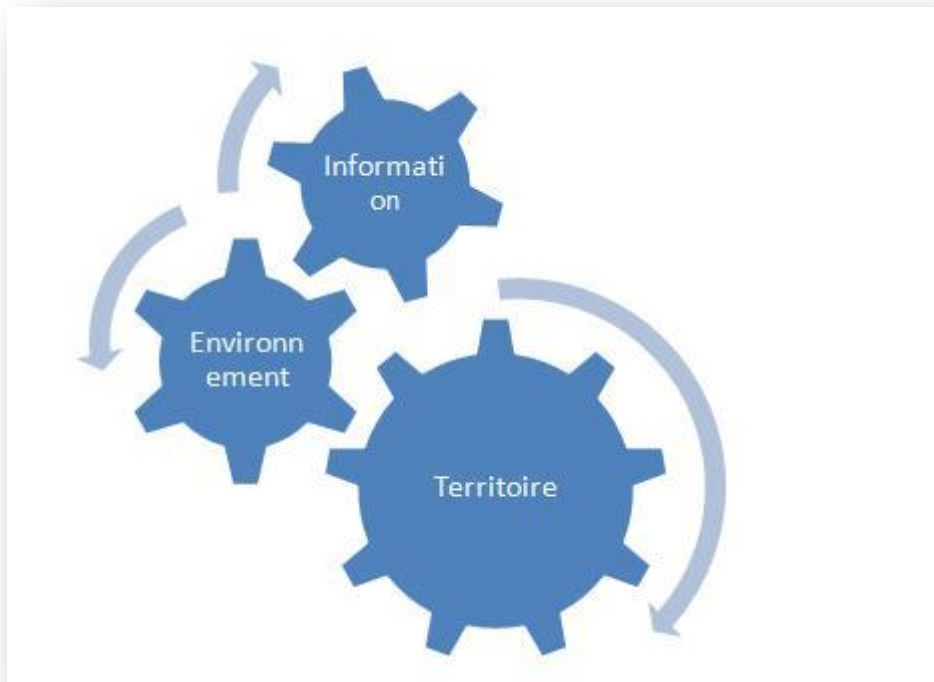 Informati
on
Environn
ement
Territoire